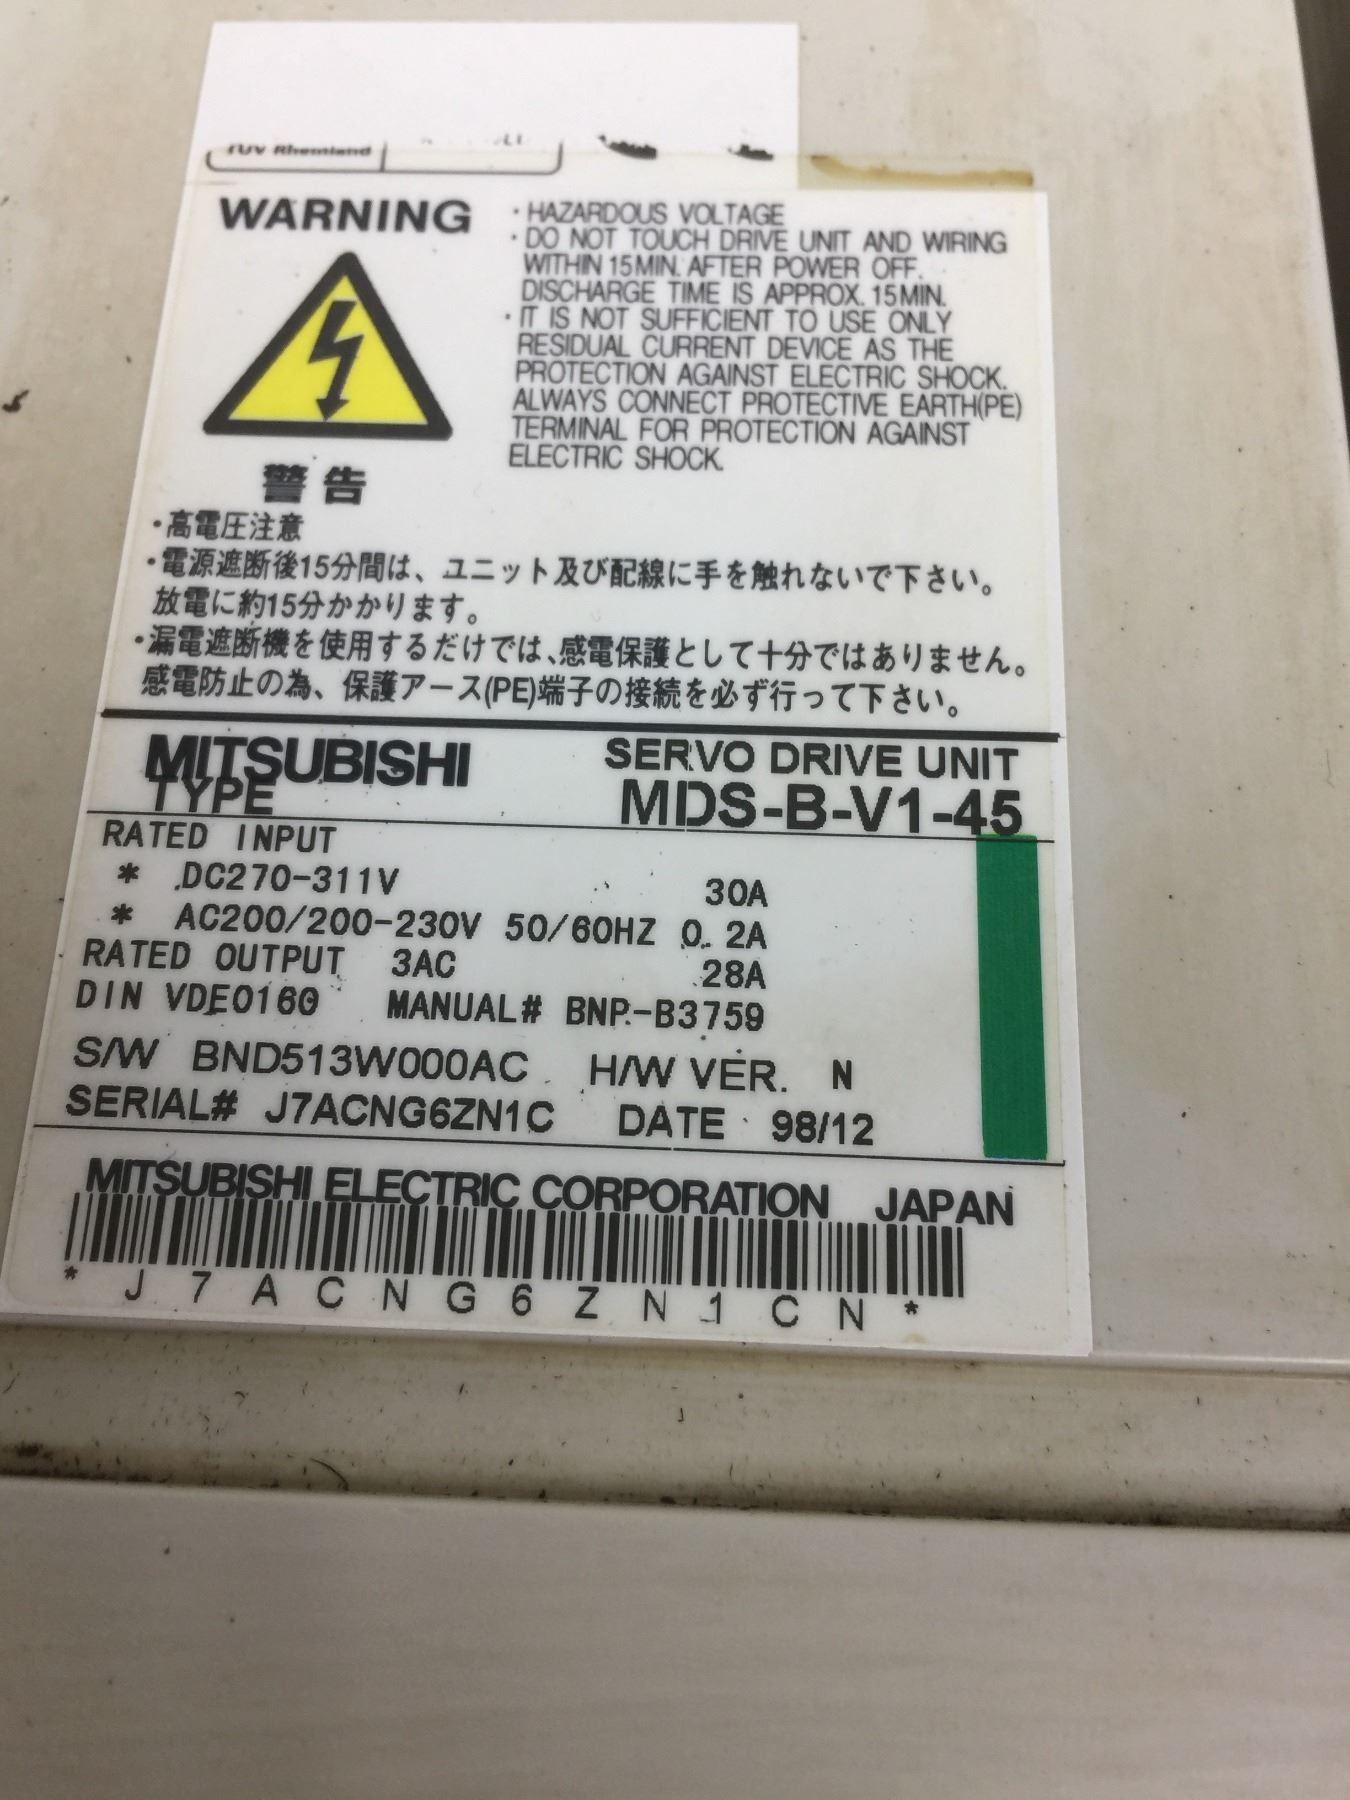 TUV Rheinland
WARNING
・HAZARDOUS VOLTAGE
・DO NOT TOUCH DRIVE UNIT AND WIRING
WITHIN 15MIN. AFTER POWER OFF.
DISCHARGE TIME IS APPROX. 15MIN.
・IT IS NOT SUFFICIENT TO USE ONLY
RESIDUAL CURRENT DEVICE AS THE
PROTECTION AGAINST ELECTRIC SHOCK.
ALWAYS CONNECT PROTECTIVE EARTH(PE)
TERMINAL FOR PROTECTION AGAINST
ELECTRIC SHOCK.
警告
・高電圧注意
・電源遮断後15分間は、ユニット及び配線に手を触れないで下さい。
放電に約15分かかります。
・漏電遮断機を使用するだけでは、感電保護として十分ではありません。
感電防止の為、保護アース(PE)端子の接続を必ず行って下さい。
MITSUBISHI SERVO DRIVE UNIT
TYPE MDS-B-V1-45
RATED INPUT
* DC270-311V 30A
* AC200/200-230V 50/60HZ 0.2A
RATED OUTPUT 3AC 28A
DIN VDE0160 MANUAL# BNP-B3759
S/W BND513W000AC H/W VER. N
SERIAL# J7ACNG6ZN1C DATE 98/12
MITSUBISHI ELECTRIC CORPORATION JAPAN
* J 7 A C N G 6 Z N 1 C N *